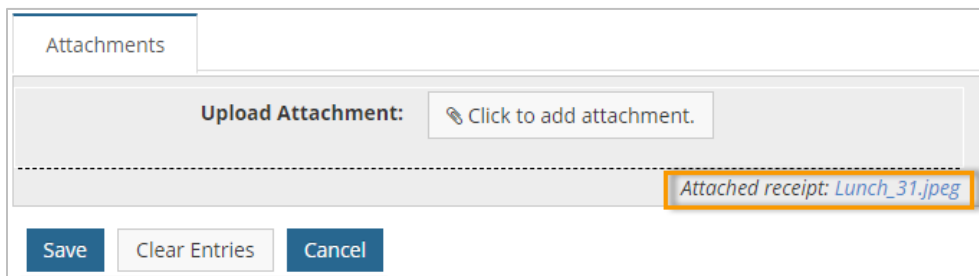 Attachments
Upload Attachment: Click to add attachment.
Attached receipt: Lunch_31.jpeg
Save Clear Entries Cancel